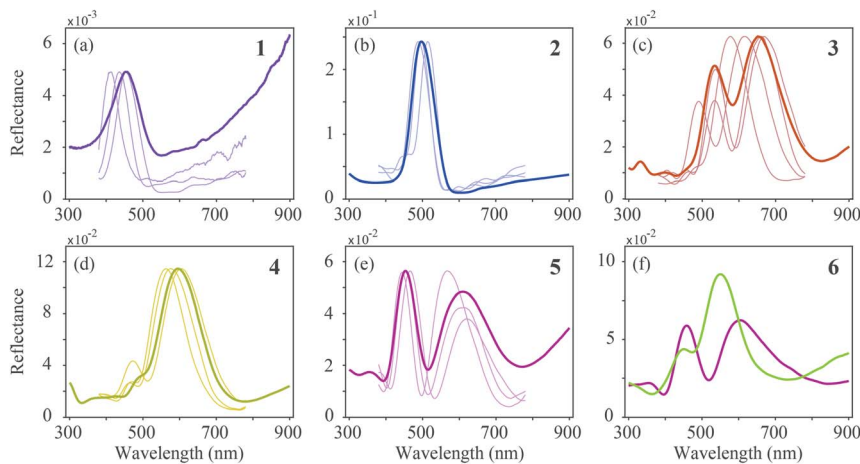 x10-3 x10-1 x10-2
(a) 1 (b) 2 (c) 3
Reflectance
6 4 2 0
2 1 0
6 4 2 0
300 500 700 900 300 500 700 900 300 500 700 900
x10-2 x10-2 x10-2
(d) 4 (e) 5 (f) 6
Reflectance
12 8 4 0
6 4 2 0
10 5 0
300 500 700 900 300 500 700 900 300 500 700 900
Wavelength (nm) Wavelength (nm) Wavelength (nm)